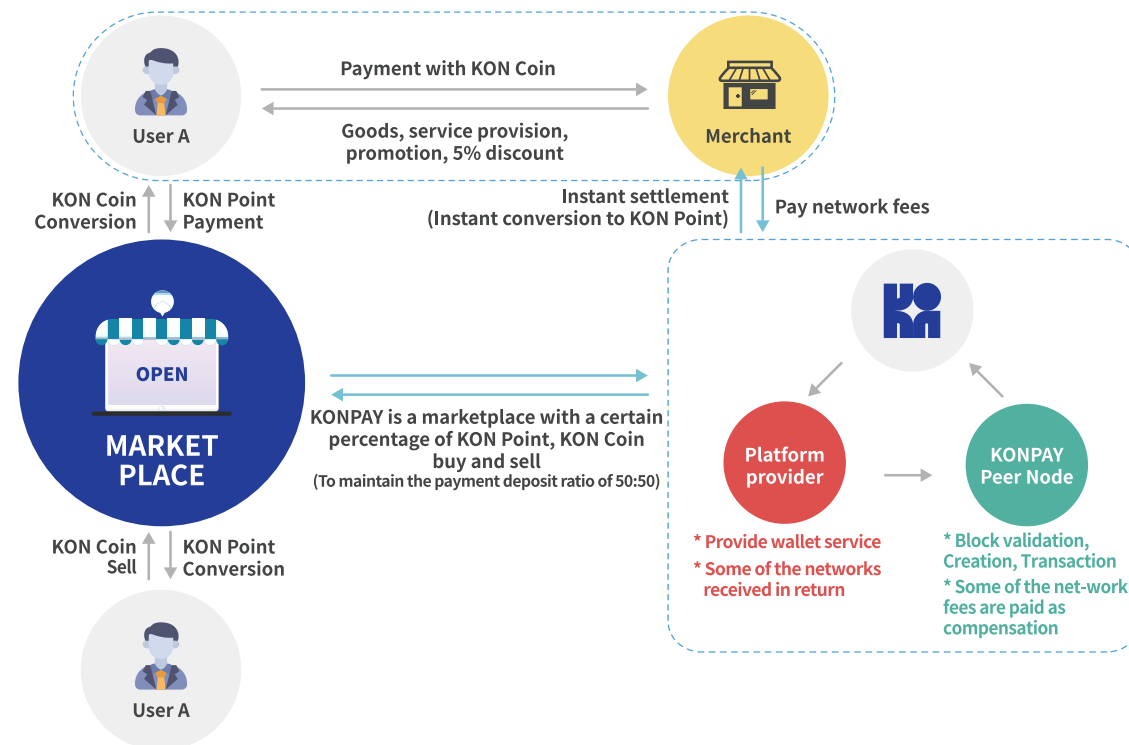 Payment with KON Coin
User A
Goods, service provision,
promotion, 5% discount
Merchant
KON Coin
Conversion
KON Point
Payment
Instant settlement
(Instant conversion to KON Point)
Pay network fees
OPEN
MARKET
PLACE
KONPAY is a marketplace with a certain
percentage of KON Point, KON Coin
buy and sell
(To maintain the payment deposit ratio of 50:50)
KON
Platform
provider
KONPAY
Peer Node
* Provide wallet service
* Some of the networks
received in return
* Block validation,
Creation, Transaction
* Some of the net-work
fees are paid as
compensation
KON Coin
Sell
KON Point
Conversion
User A